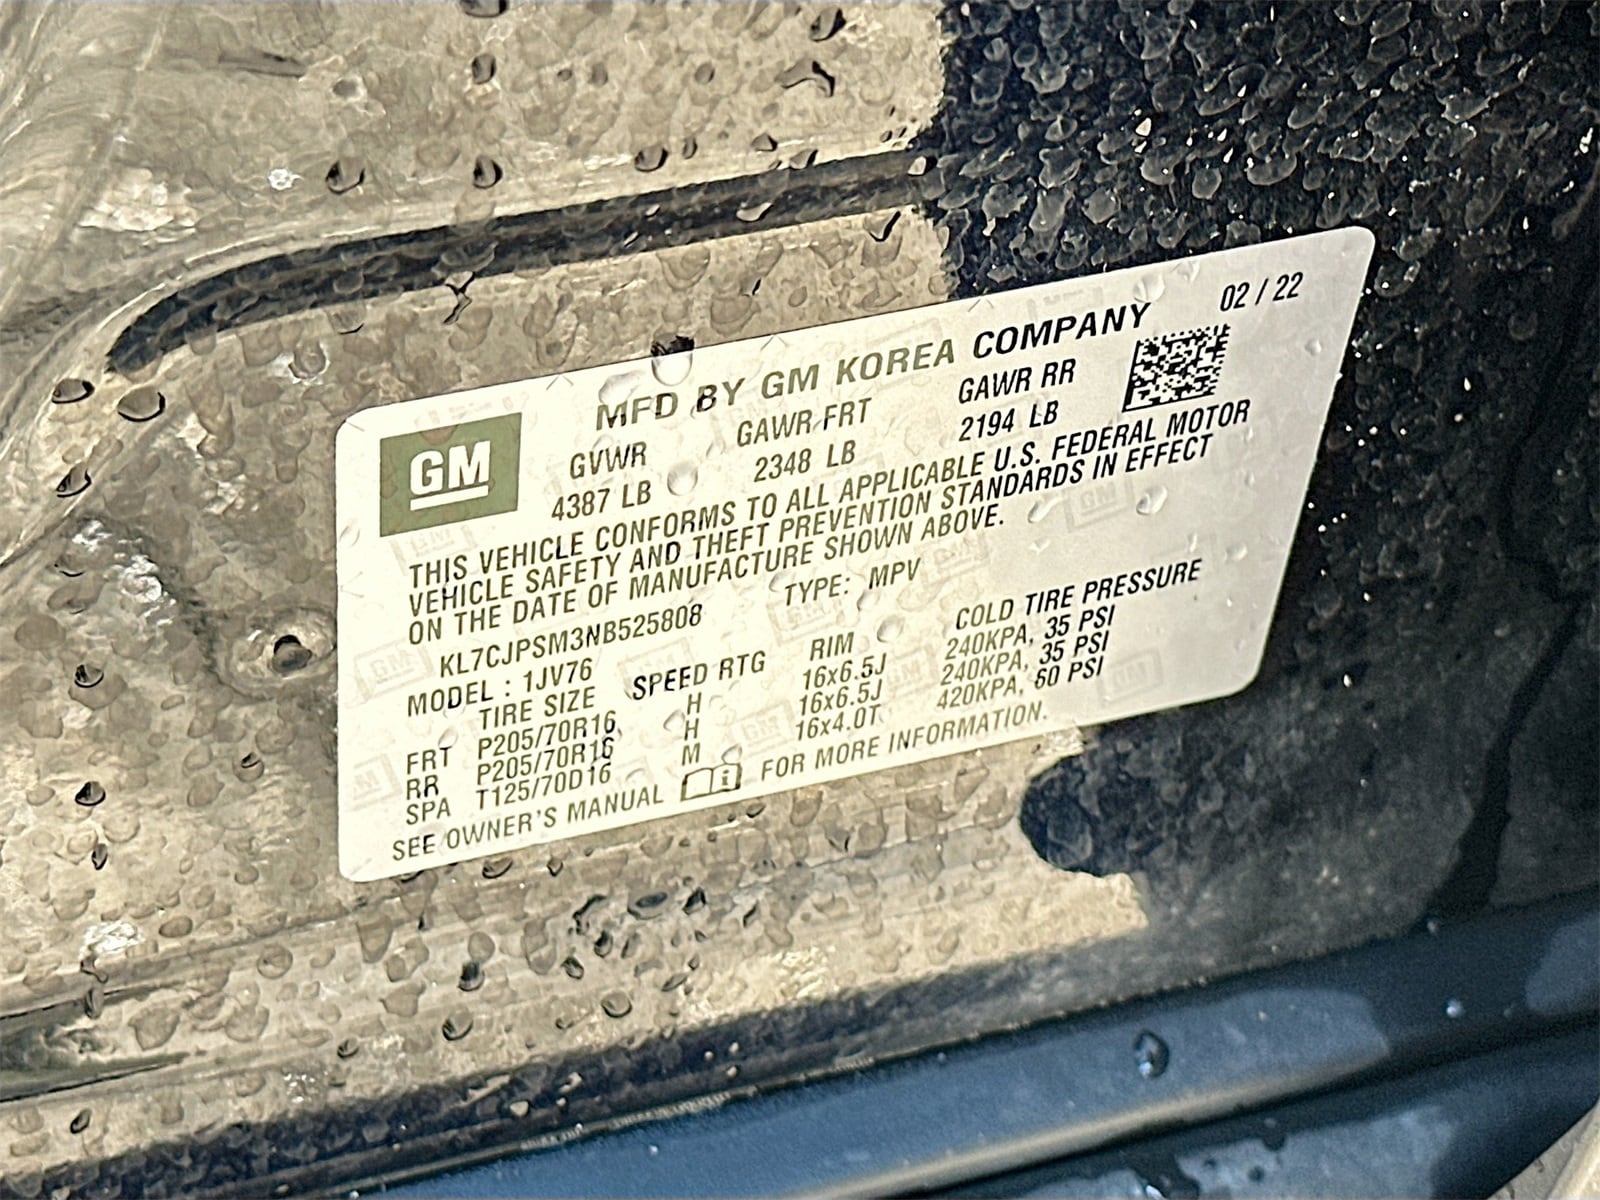 MFD BY GM KOREA COMPANY 02 / 22
GM
GVWR GAWR FRT GAWR RR
4387 LB 2348 LB 2194 LB
THIS VEHICLE CONFORMS TO ALL APPLICABLE U.S. FEDERAL MOTOR
VEHICLE SAFETY AND THEFT PREVENTION STANDARDS IN EFFECT
ON THE DATE OF MANUFACTURE SHOWN ABOVE.
KL7CJPSM3NB525808 TYPE: MPV
MODEL : 1JV76
TIRE SIZE SPEED RTG RIM COLD TIRE PRESSURE
FRT P205/70R16 H 16x6.5J 240KPA, 35 PSI
RR P205/70R16 H 16x6.5J 240KPA, 35 PSI
SPA T125/70D16 M 16x4.0T 420KPA, 60 PSI
SEE OWNER'S MANUAL FOR MORE INFORMATION.